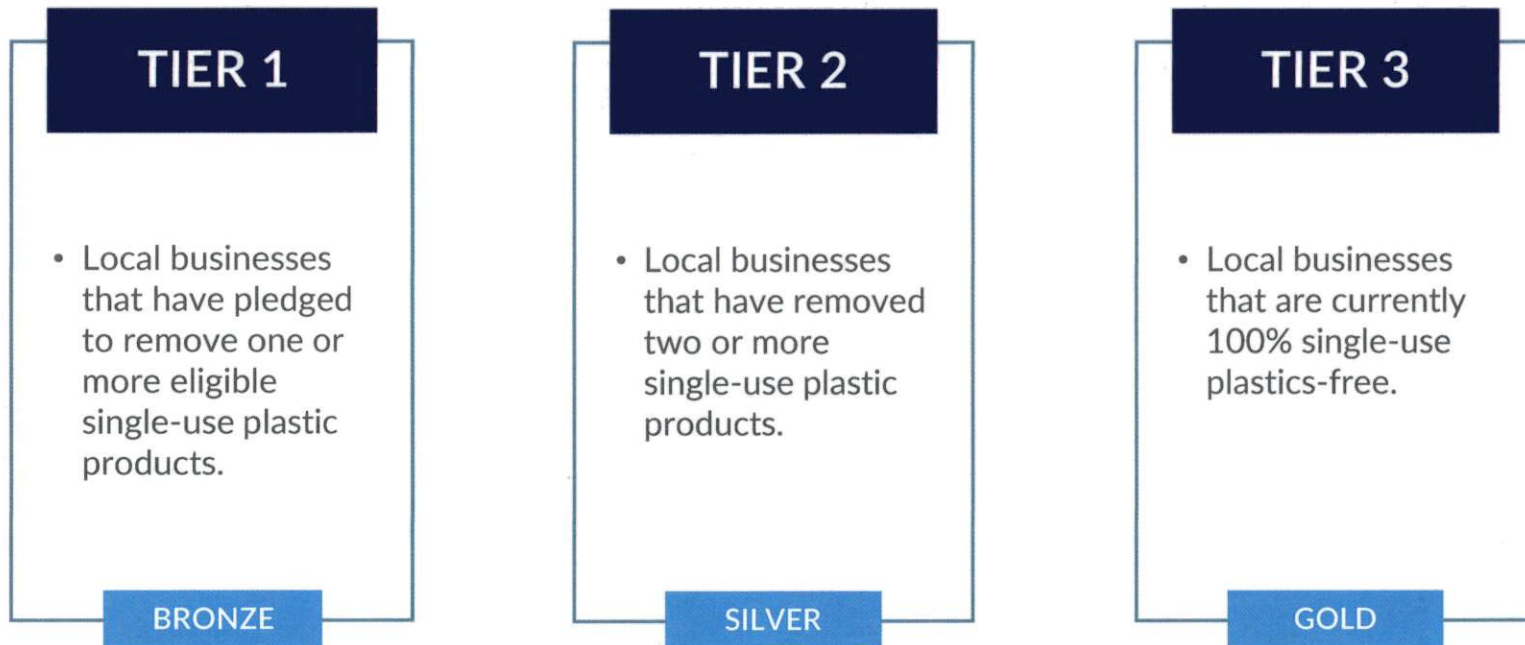 TIER 1
• Local businesses
that have pledged
to remove one or
more eligible
single-use plastic
products.
BRONZE
TIER 2
• Local businesses
that have removed
two or more
single-use plastic
products.
SILVER
TIER 3
• Local businesses
that are currently
100% single-use
plastics-free.
GOLD